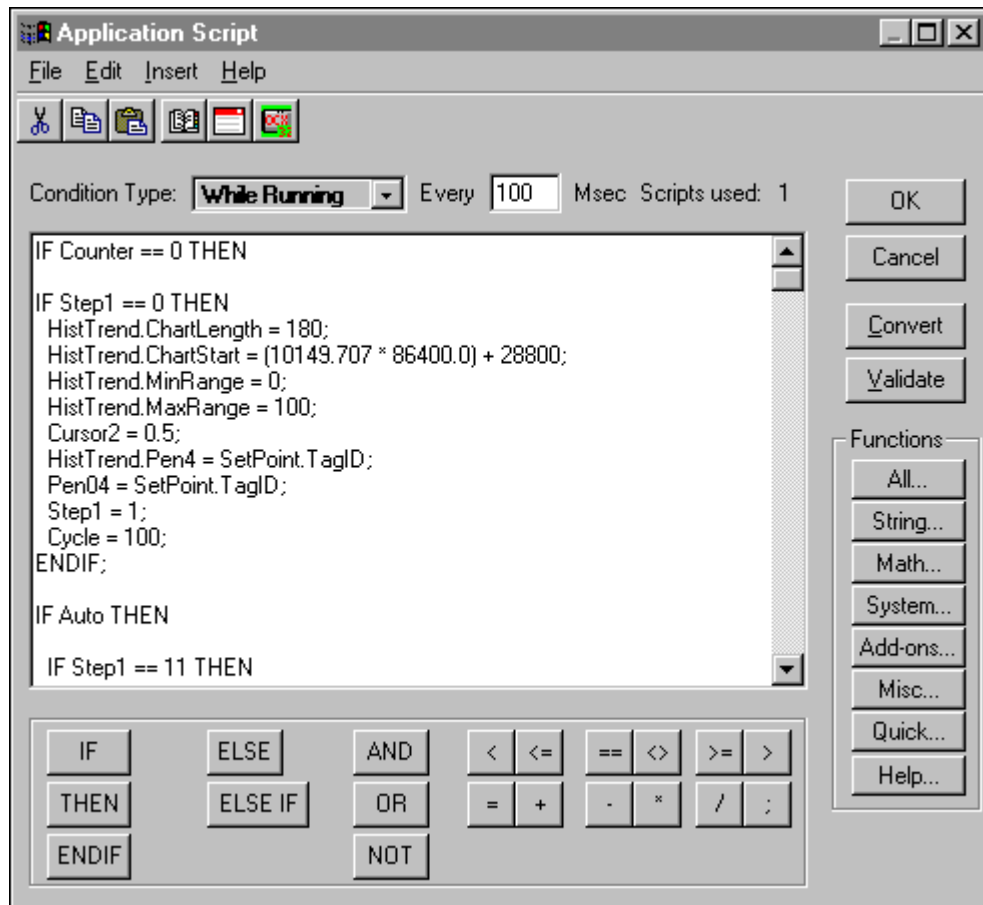 Application Script
File Edit Insert Help
Condition Type: While Running Every 100 Msec Scripts used: 1
IF Counter == 0 THEN
IF Step1 == 0 THEN
HistTrend.ChartLength = 180;
HistTrend.ChartStart = (10149.707 * 86400.0) + 28800;
HistTrend.MinRange = 0;
HistTrend.MaxRange = 100;
Cursor2 = 0.5;
HistTrend.Pen4 = SetPoint.TagID;
Pen04 = SetPoint.TagID;
Step1 = 1;
Cycle = 100;
ENDIF;
IF Auto THEN
IF Step1 == 11 THEN
OK
Cancel
Convert
Validate
Functions
All...
String...
Math...
System...
Add-ons...
Misc...
Quick...
Help...
IF ELSE AND < <= == <> >= >
THEN ELSE IF OR = + - * / ;
ENDIF NOT